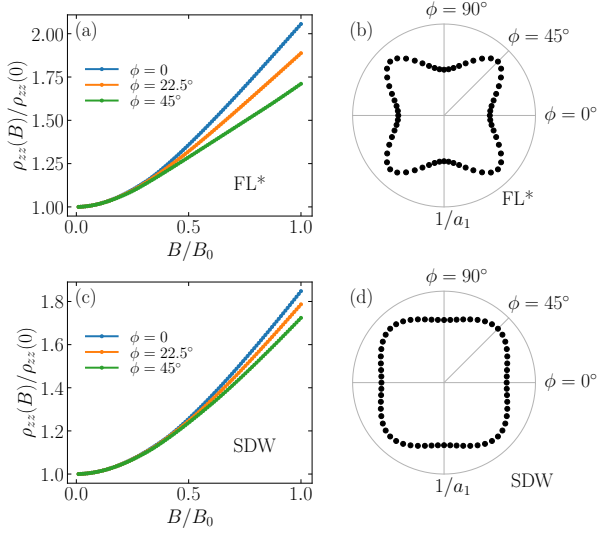 (a)
2.00
1.75
1.50
1.25
1.00
ρzz(B)/ρzz(0)
ϕ = 0
ϕ = 22.5°
ϕ = 45°
FL*
0.0
0.5
1.0
B/B0
(b)
ϕ = 90°
ϕ = 45°
ϕ = 0°
FL*
1/a1
(c)
1.8
1.6
1.4
1.2
1.0
ρzz(B)/ρzz(0)
ϕ = 0
ϕ = 22.5°
ϕ = 45°
SDW
0.0
0.5
1.0
B/B0
(d)
ϕ = 90°
ϕ = 45°
ϕ = 0°
SDW
1/a1